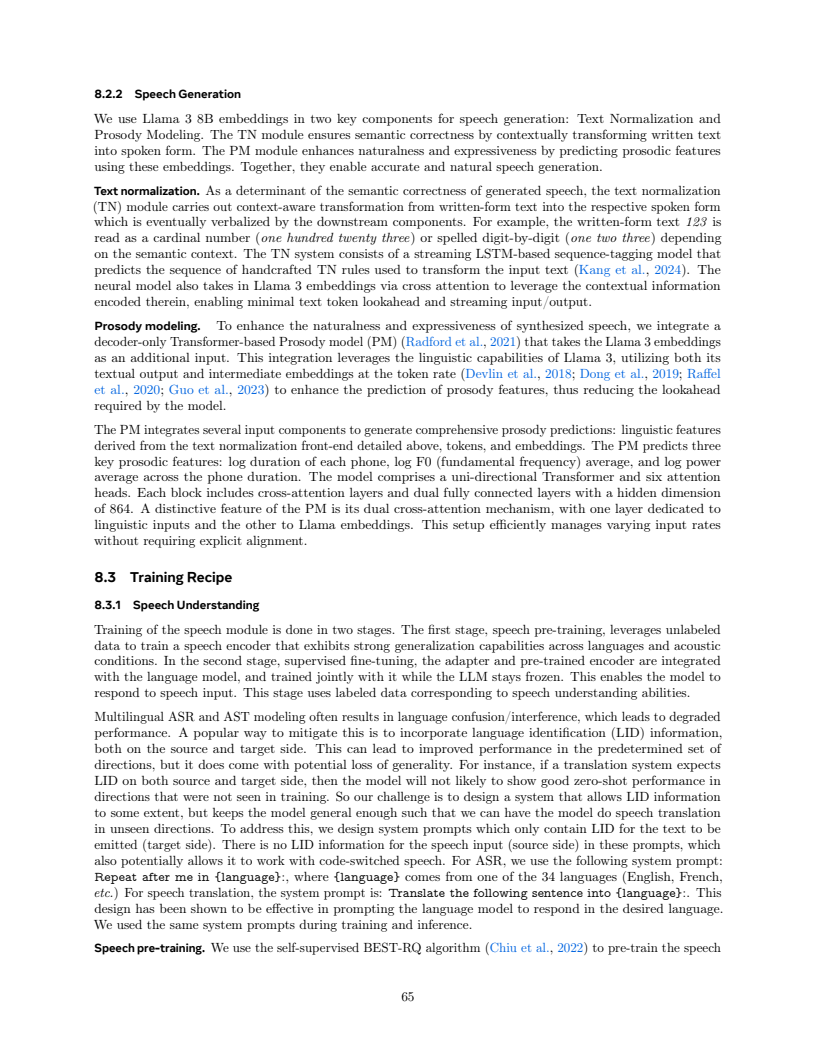 8.2.2 Speech Generation
We use Llama 3 8B embeddings in two key components for speech generation: Text Normalization and
Prosody Modeling. The TN module ensures semantic correctness by contextually transforming written text
into spoken form. The PM module enhances naturalness and expressiveness by predicting prosodic features
using these embeddings. Together, they enable accurate and natural speech generation.
Text normalization. As a determinant of the semantic correctness of generated speech, the text normalization
(TN) module carries out context-aware transformation from written-form text into the respective spoken form
which is eventually verbalized by the downstream components. For example, the written-form text 123 is
read as a cardinal number (one hundred twenty three) or spelled digit-by-digit (one two three) depending
on the semantic context. The TN system consists of a streaming LSTM-based sequence-tagging model that
predicts the sequence of handcrafted TN rules used to transform the input text (Kang et al., 2024). The
neural model also takes in Llama 3 embeddings via cross attention to leverage the contextual information
encoded therein, enabling minimal text token lookahead and streaming input/output.
Prosody modeling. To enhance the naturalness and expressiveness of synthesized speech, we integrate a
decoder-only Transformer-based Prosody model (PM) (Radford et al., 2021) that takes the Llama 3 embeddings
as an additional input. This integration leverages the linguistic capabilities of Llama 3, utilizing both its
textual output and intermediate embeddings at the token rate (Devlin et al., 2018; Dong et al., 2019; Raffel
et al., 2020; Guo et al., 2023) to enhance the prediction of prosody features, thus reducing the lookahead
required by the model.
The PM integrates several input components to generate comprehensive prosody predictions: linguistic features
derived from the text normalization front-end detailed above, tokens, and embeddings. The PM predicts three
key prosodic features: log duration of each phone, log F0 (fundamental frequency) average, and log power
average across the phone duration. The model comprises a uni-directional Transformer and six attention
heads. Each block includes cross-attention layers and dual fully connected layers with a hidden dimension
of 864. A distinctive feature of the PM is its dual cross-attention mechanism, with one layer dedicated to
linguistic inputs and the other to Llama embeddings. This setup efficiently manages varying input rates
without requiring explicit alignment.
8.3 Training Recipe
8.3.1 Speech Understanding
Training of the speech module is done in two stages. The first stage, speech pre-training, leverages unlabeled
data to train a speech encoder that exhibits strong generalization capabilities across languages and acoustic
conditions. In the second stage, supervised fine-tuning, the adapter and pre-trained encoder are integrated
with the language model, and trained jointly with it while the LLM stays frozen. This enables the model to
respond to speech input. This stage uses labeled data corresponding to speech understanding abilities.
Multilingual ASR and AST modeling often results in language confusion/interference, which leads to degraded
performance. A popular way to mitigate this is to incorporate language identification (LID) information,
both on the source and target side. This can lead to improved performance in the predetermined set of
directions, but it does come with potential loss of generality. For instance, if a translation system expects
LID on both source and target side, then the model will not likely to show good zero-shot performance in
directions that were not seen in training. So our challenge is to design a system that allows LID information
to some extent, but keeps the model general enough such that we can have the model do speech translation
in unseen directions. To address this, we design system prompts which only contain LID for the text to be
emitted (target side). There is no LID information for the speech input (source side) in these prompts, which
also potentially allows it to work with code-switched speech. For ASR, we use the following system prompt:
Repeat after me in {language}:, where {language} comes from one of the 34 languages (English, French,
etc.) For speech translation, the system prompt is: Translate the following sentence into {language}:. This
design has been shown to be effective in prompting the language model to respond in the desired language.
We used the same system prompts during training and inference.
Speech pre-training. We use the self-supervised BEST-RQ algorithm (Chiu et al., 2022) to pre-train the speech
65